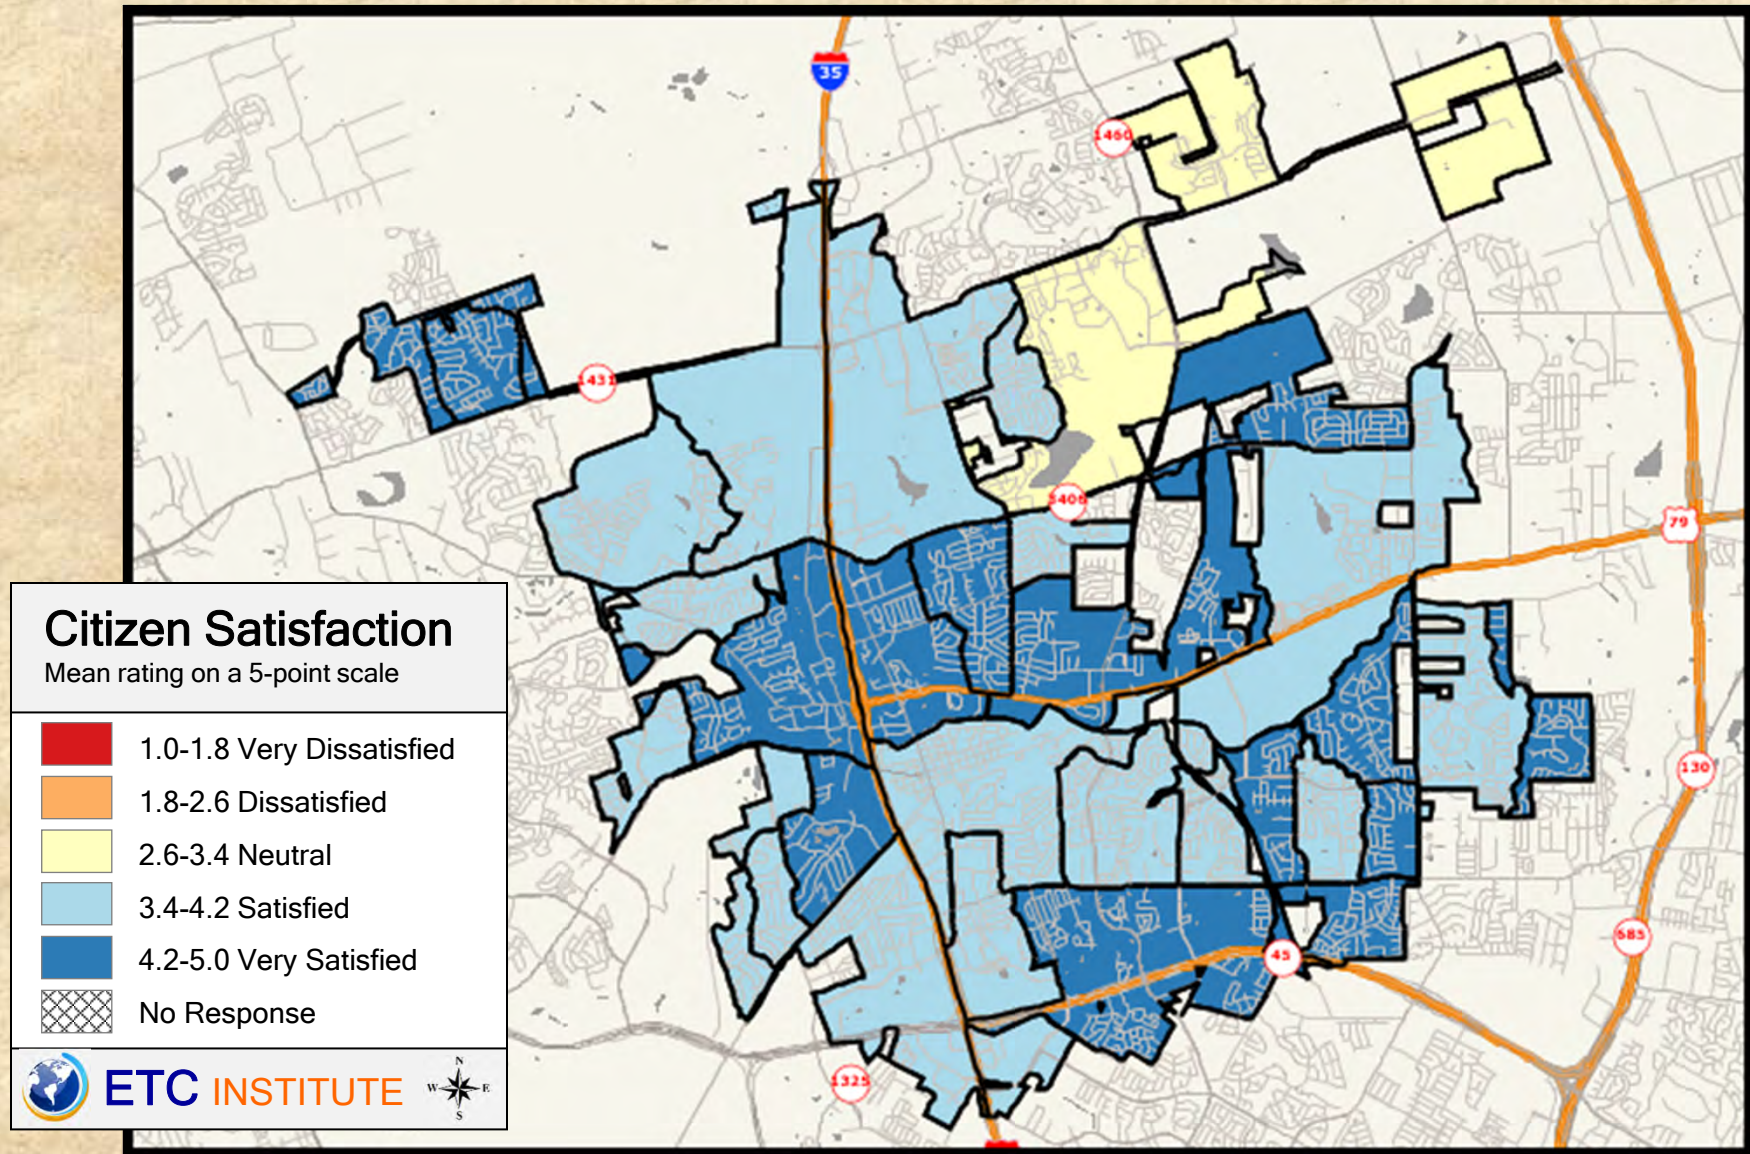 35
1460
1431
3406
79
Citizen Satisfaction
Mean rating on a 5-point scale
1.0-1.8 Very Dissatisfied
1.8-2.6 Dissatisfied
2.6-3.4 Neutral
3.4-4.2 Satisfied
4.2-5.0 Very Satisfied
No Response
130
685
45
1325
ETC INSTITUTE
N
W E
S